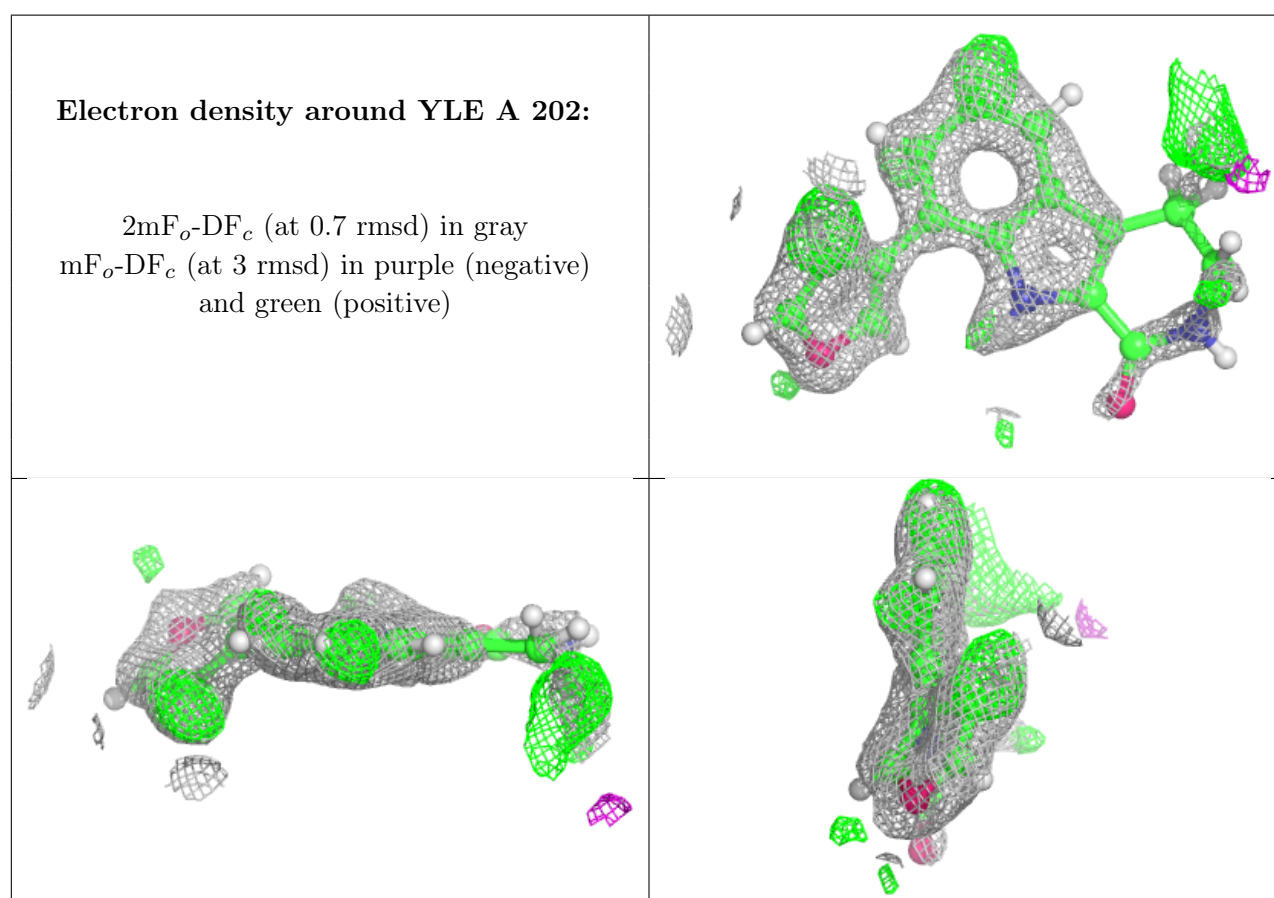 Electron density around YLE A 202:
2mFo-DFc (at 0.7 rmsd) in gray
mFo-DFc (at 3 rmsd) in purple (negative)
and green (positive)